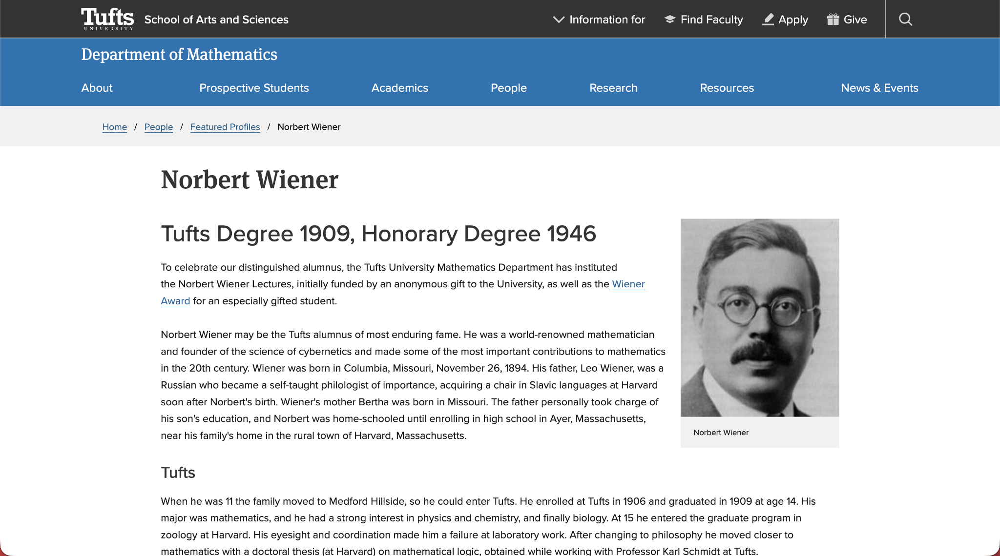 Tufts
UNIVERSITY
School of Arts and Sciences
Information for
Find Faculty
Apply
Give
Department of Mathematics
About
Prospective Students
Academics
People
Research
Resources
News & Events
Home / People / Featured Profiles / Norbert Wiener
Norbert Wiener
Tufts Degree 1909, Honorary Degree 1946
To celebrate our distinguished alumnus, the Tufts University Mathematics Department has instituted
the Norbert Wiener Lectures, initially funded by an anonymous gift to the University, as well as the Wiener
Award for an especially gifted student.
Norbert Wiener may be the Tufts alumnus of most enduring fame. He was a world-renowned mathematician
and founder of the science of cybernetics and made some of the most important contributions to mathematics
in the 20th century. Wiener was born in Columbia, Missouri, November 26, 1894. His father, Leo Wiener, was a
Russian who became a self-taught philologist of importance, acquiring a chair in Slavic languages at Harvard
soon after Norbert's birth. Wiener's mother Bertha was born in Missouri. The father personally took charge of
his son's education, and Norbert was home-schooled until enrolling in high school in Ayer, Massachusetts,
near his family's home in the rural town of Harvard, Massachusetts.
Norbert Wiener
Tufts
When he was 11 the family moved to Medford Hillside, so he could enter Tufts. He enrolled at Tufts in 1906 and graduated in 1909 at age 14. His
major was mathematics, and he had a strong interest in physics and chemistry, and finally biology. At 15 he entered the graduate program in
zoology at Harvard. His eyesight and coordination made him a failure at laboratory work. After changing to philosophy he moved closer to
mathematics with a doctoral thesis (at Harvard) on mathematical logic, obtained while working with Professor Karl Schmidt at Tufts.